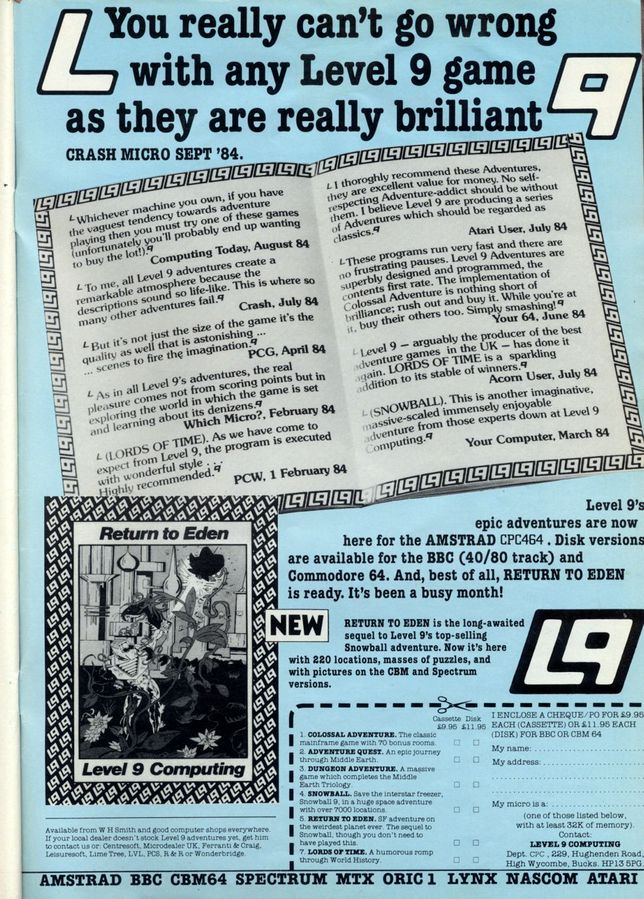 You really can't go wrong
with any Level 9 game
as they are really brilliant
CRASH MICRO SEPT '84.
Whichever machine you own, if you have
the vaguest tendency towards adventure
playing then you must try one of these games
(unfortunately you'll probably end up wanting
to buy the lot!).
Computing Today, August 84
To me, all Level 9 adventures create a
remarkable atmosphere because the
descriptions sound so life-like. This is where so
many other adventures fail.
Crash, July 84
But it's not just the size of the game it's the
quality as well that is astonishing ...
... scenes to fire the imagination.
PCG, April 84
As in all Level 9's adventures, the real
pleasure comes not from scoring points but in
exploring the world in which the game is set
and learning about its denizens.
Which Micro?, February 84
(LORDS OF TIME). As we have come to
expect from Level 9, the program is executed
with wonderful style ...
Highly recommended.
PCW, 1 February 84
I thoroghly recommend these Adventures,
they are excellent value for money. No self-
respecting Adventure-addict should be without
them. I believe Level 9 are producing a series
of Adventures which should be regarded as
classics.
Atari User, July 84
These programs run very fast and there are
no frustrating pauses. Level 9 Adventures are
superbly designed and programmed, the
contents first rate. The implementation of
Colossal Adventure is nothing short of
brilliance; rush out and buy it. While you're at
it, buy their others too. Simply smashing!
Your 64, June 84
Level 9 – arguably the producer of the best
adventure games in the UK – has done it
again. LORDS OF TIME is a sparkling
addition to its stable of winners.
Acorn User, July 84
(SNOWBALL). This is another imaginative,
massive-scaled immensely enjoyable
adventure from those experts down at Level 9
Computing.
Your Computer, March 84
Level 9's
epic adventures are now
here for the AMSTRAD CPC464 . Disk versions
are available for the BBC (40/80 track) and
Commodore 64. And, best of all, RETURN TO EDEN
is ready. It's been a busy month!
Return to Eden
Level 9 Computing
NEW
RETURN TO EDEN is the long-awaited
sequel to Level 9's top-selling
Snowball adventure. Now it's here
with 220 locations, masses of puzzles, and
with pictures on the CBM and Spectrum
versions.
L9
Cassette Disk
£9.95 £11.95
1. COLOSSAL ADVENTURE. The classic
mainframe game with 70 bonus rooms.
2. ADVENTURE QUEST. An epic journey
through Middle Earth.
3. DUNGEON ADVENTURE. A massive
game which completes the Middle
Earth Triology.
4. SNOWBALL. Save the interstar freezer,
Snowball 9, in a huge space adventure
with over 7000 locations.
5. RETURN TO EDEN. SF adventure on
the weirdest planet ever. The sequel to
Snowball, though you don't need to
have played this.
7. LORDS OF TIME. A humorous romp
through World History.
I ENCLOSE A CHEQUE/PO FOR £9.95
EACH (CASSETTE) OR £11.95 EACH
(DISK) FOR BBC OR CBM 64
My name:
My address:
My micro is a:
(one of those listed below,
with at least 32K of memory).
Contact:
LEVEL 9 COMPUTING
Dept. CPC , 229, Hughenden Road,
High Wycombe, Bucks. HP13 5PG
Available from W H Smith and good computer shops everywhere.
If your local dealer doesn't stock Level 9 adventures yet, get him
to contact us or: Centresoft, Microdealer UK, Ferranti & Craig,
Leisuresoft, Lime Tree, LVL, PCS, R & R or Wonderbridge.
AMSTRAD BBC CBM64 SPECTRUM MTX ORIC 1 LYNX NASCOM ATARI